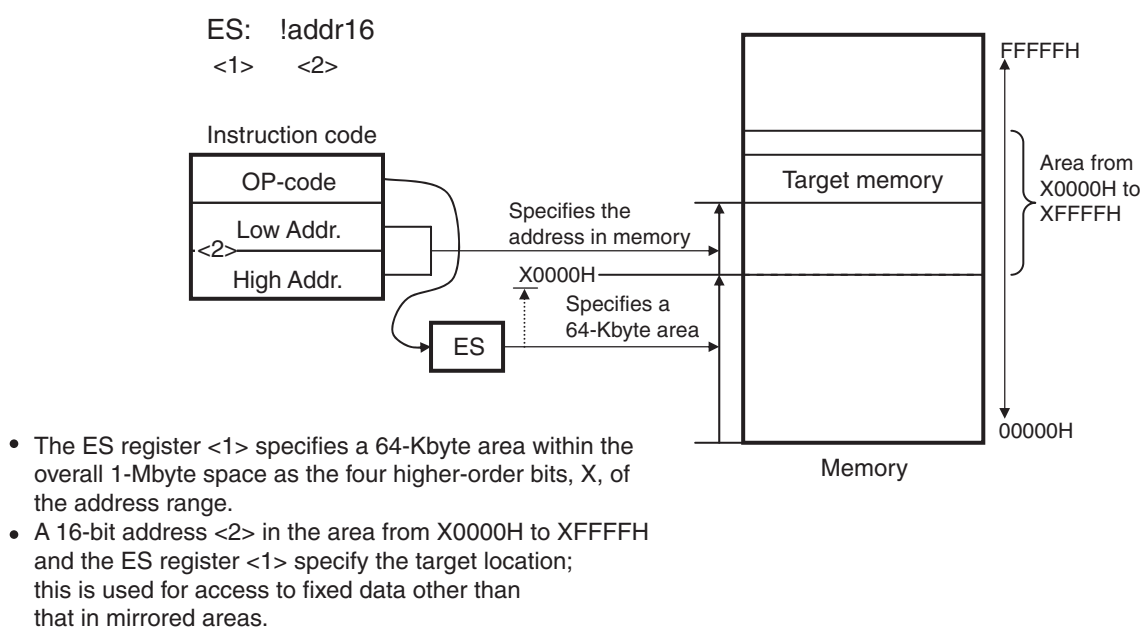 ES: !addr16
<1> <2>
Instruction code
OP-code
Low Addr.
<2>
High Addr.
ES
Specifies the
address in memory
X0000H
Specifies a
64-Kbyte area
Target memory
FFFFFH
Area from
X0000H to
XFFFFH
00000H
Memory
• The ES register <1> specifies a 64-Kbyte area within the
overall 1-Mbyte space as the four higher-order bits, X, of
the address range.
• A 16-bit address <2> in the area from X0000H to XFFFFH
and the ES register <1> specify the target location;
this is used for access to fixed data other than
that in mirrored areas.